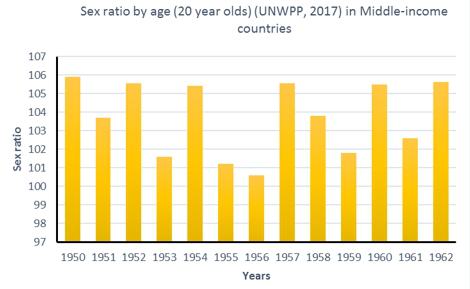 Sex ratio by age (20 year olds) (UNWPP, 2017) in Middle-income
countries
107
106
105
104
103
102
101
100
99
98
97
Sex ratio
1950 1951 1952 1953 1954 1955 1956 1957 1958 1959 1960 1961 1962
Years